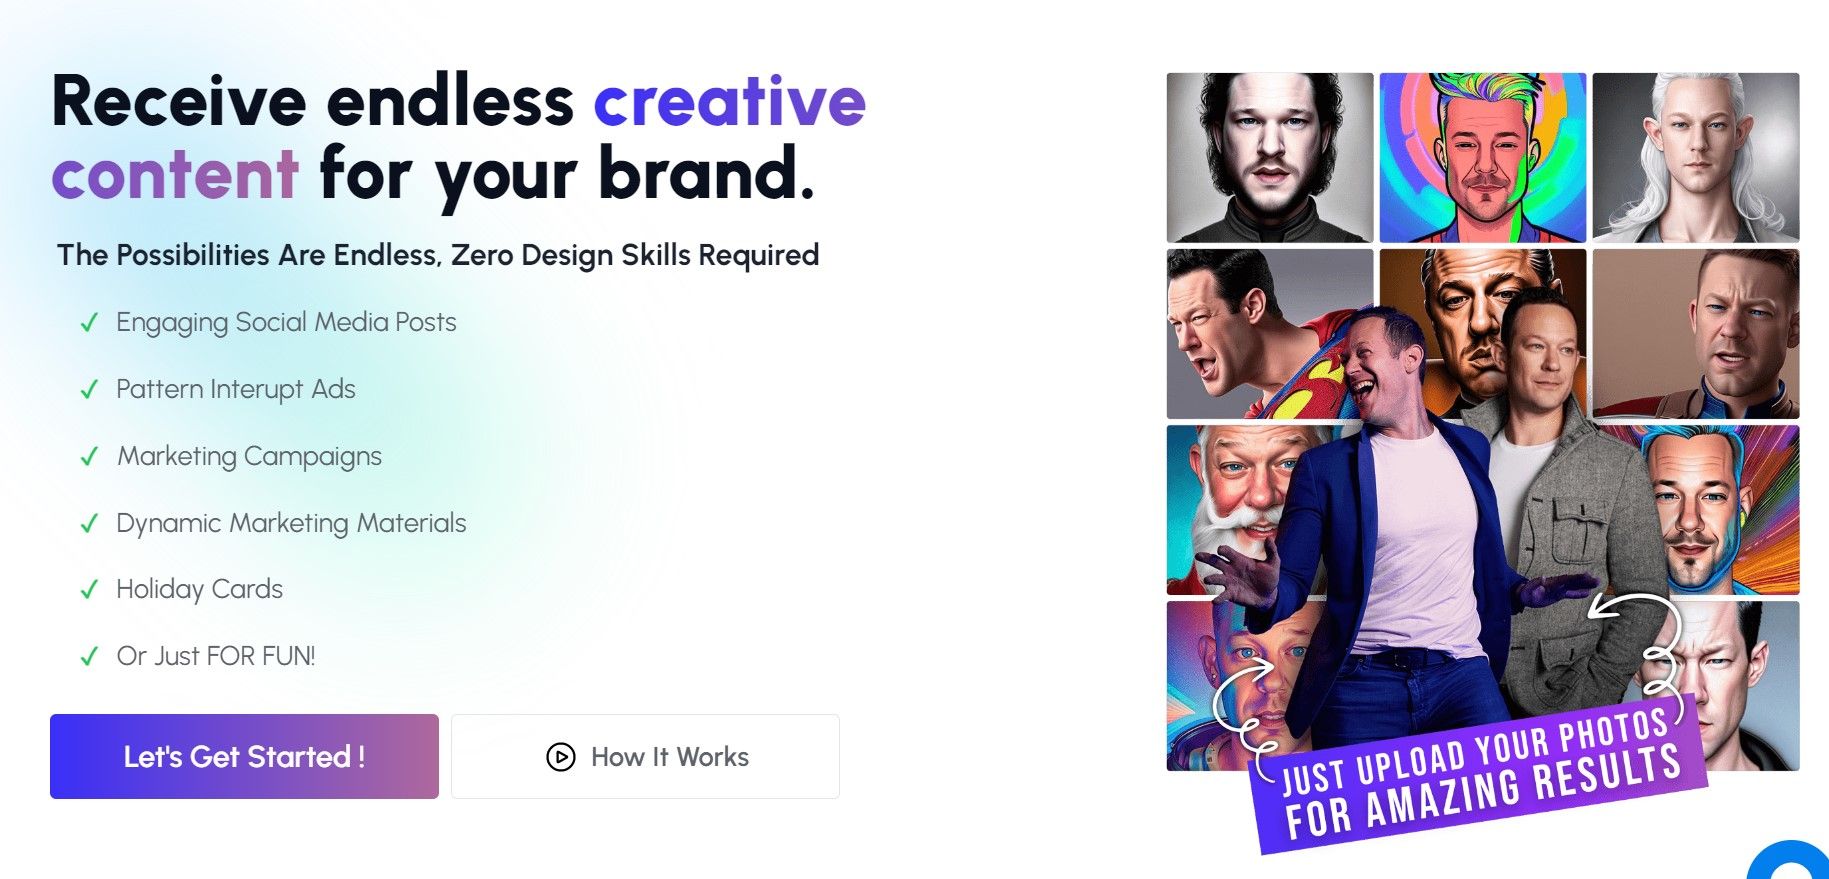 Receive endless creative
content for your brand.
The Possibilities Are Endless, Zero Design Skills Required
Engaging Social Media Posts
Pattern Interupt Ads
Marketing Campaigns
Dynamic Marketing Materials
Holiday Cards
Or Just FOR FUN!
Let's Get Started !
How It Works
JUST UPLOAD YOUR PHOTOS
FOR AMAZING RESULTS